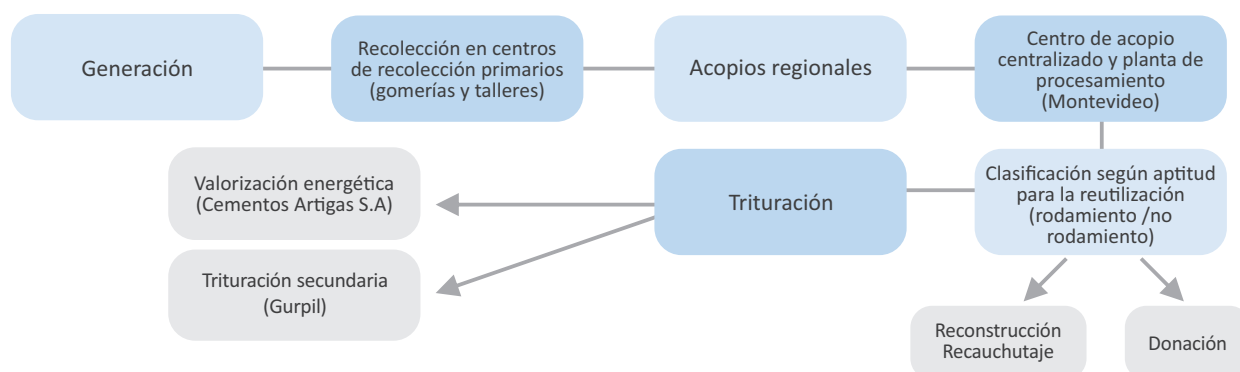 Generación
Recolección en centros
de recolección primarios
(gomerías y talleres)
Acopios regionales
Centro de acopio
centralizado y planta de
procesamiento
(Montevideo)
Clasificación según aptitud
para la reutilización
(rodamiento /no
rodamiento)
Trituración
Valorización energética
(Cementos Artigas S.A)
Trituración secundaria
(Gurpil)
Reconstrucción
Recauchutaje
Donación